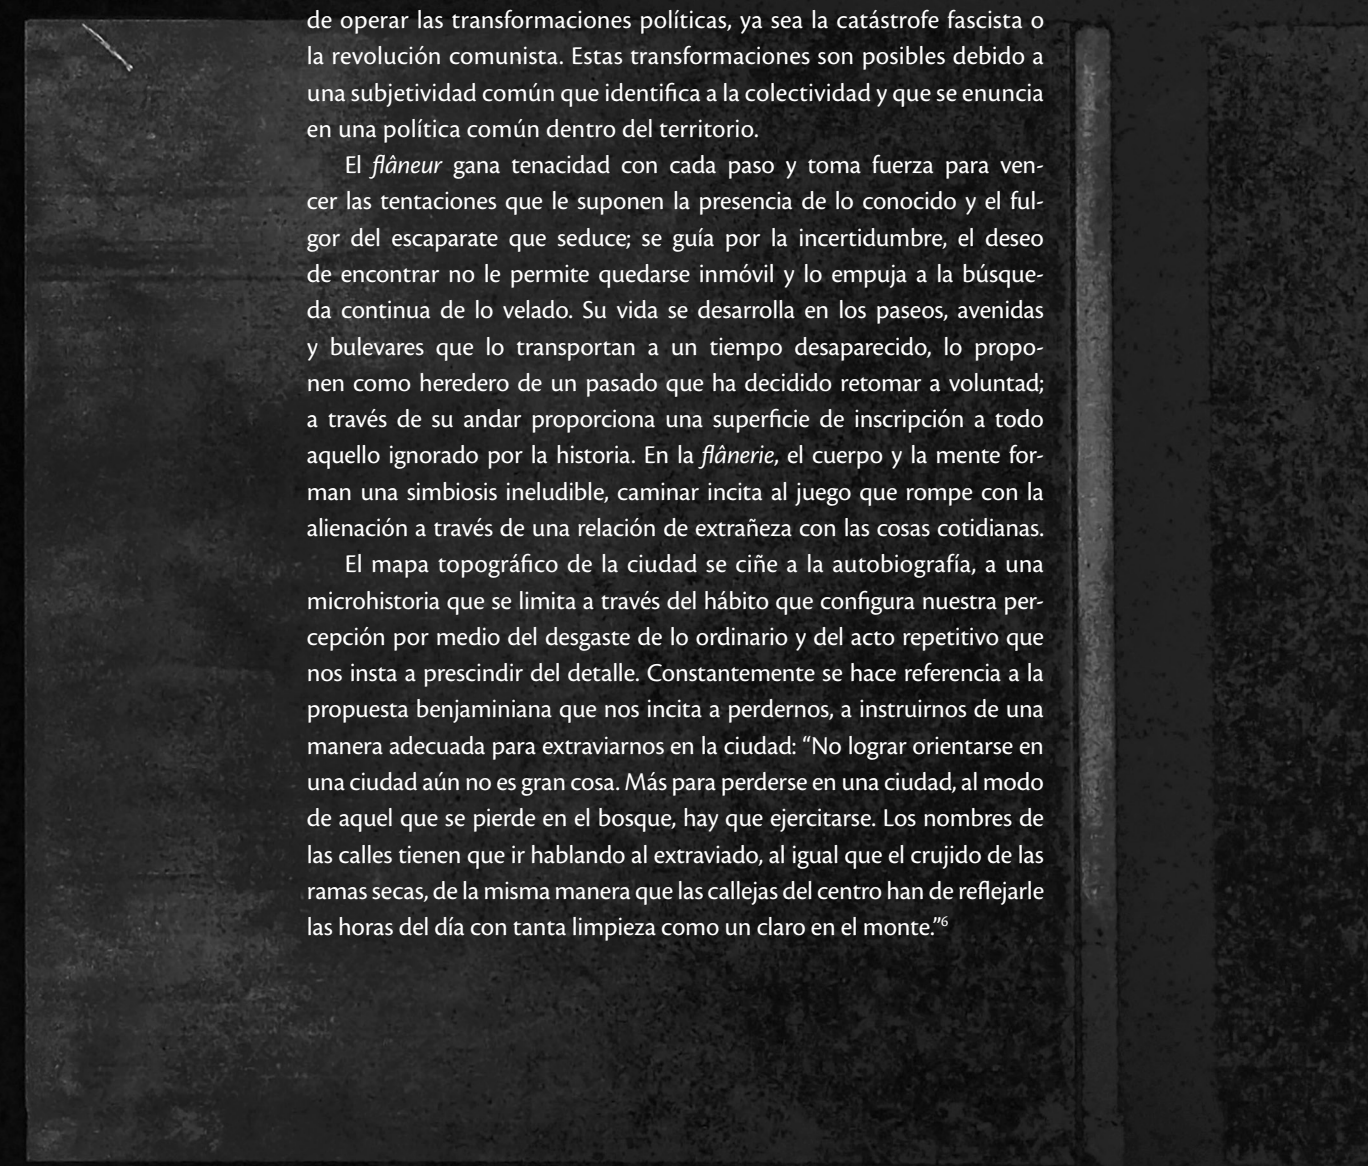 de operar las transformaciones políticas, ya sea la catástrofe fascista o
la revolución comunista. Estas transformaciones son posibles debido a
una subjetividad común que identifica a la colectividad y que se enuncia
en una política común dentro del territorio.
El flâneur gana tenacidad con cada paso y toma fuerza para ven-
cer las tentaciones que le suponen la presencia de lo conocido y el ful-
gor del escaparate que seduce; se guía por la incertidumbre, el deseo
de encontrar no le permite quedarse inmóvil y lo empuja a la búsque-
da continua de lo velado. Su vida se desarrolla en los paseos, avenidas
y bulevares que lo transportan a un tiempo desaparecido, lo propo-
nen como heredero de un pasado que ha decidido retomar a voluntad;
a través de su andar proporciona una superficie de inscripción a todo
aquello ignorado por la historia. En la flânerie, el cuerpo y la mente for-
man una simbiosis ineludible, caminar incita al juego que rompe con la
alienación a través de una relación de extrañeza con las cosas cotidianas.
El mapa topográfico de la ciudad se ciñe a la autobiografía, a una
microhistoria que se limita a través del hábito que configura nuestra per-
cepción por medio del desgaste de lo ordinario y del acto repetitivo que
nos insta a prescindir del detalle. Constantemente se hace referencia a la
propuesta benjaminiana que nos incita a perdernos, a instruirnos de una
manera adecuada para extraviarnos en la ciudad: “No lograr orientarse en
una ciudad aún no es gran cosa. Más para perderse en una ciudad, al modo
de aquel que se pierde en el bosque, hay que ejercitarse. Los nombres de
las calles tienen que ir hablando al extraviado, al igual que el crujido de las
ramas secas, de la misma manera que las callejas del centro han de reflejarle
las horas del día con tanta limpieza como un claro en el monte.”⁶